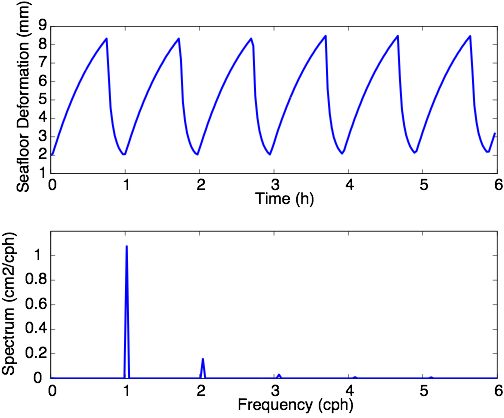 9
8
7
6
5
4
3
2
1
Seafloor Deformation (mm)
0 1 2 3 4 5 6
Time (h)
1
0.8
0.6
0.4
0.2
0
Spectrum (cm2/cph)
0 1 2 3 4 5 6
Frequency (cph)